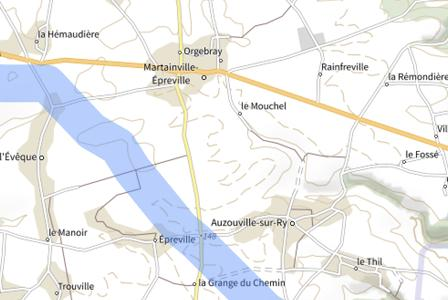 la Hémaudière
Orgebray
Martainville-
Épreville
Rainfreville
la Rémondière
le Mouchel
Vil
le Fossé
l'Évêque
Auzouville-sur-Ry
148
le Manoir
Épreville
le Thil
Trouville
la Grange du Chemin